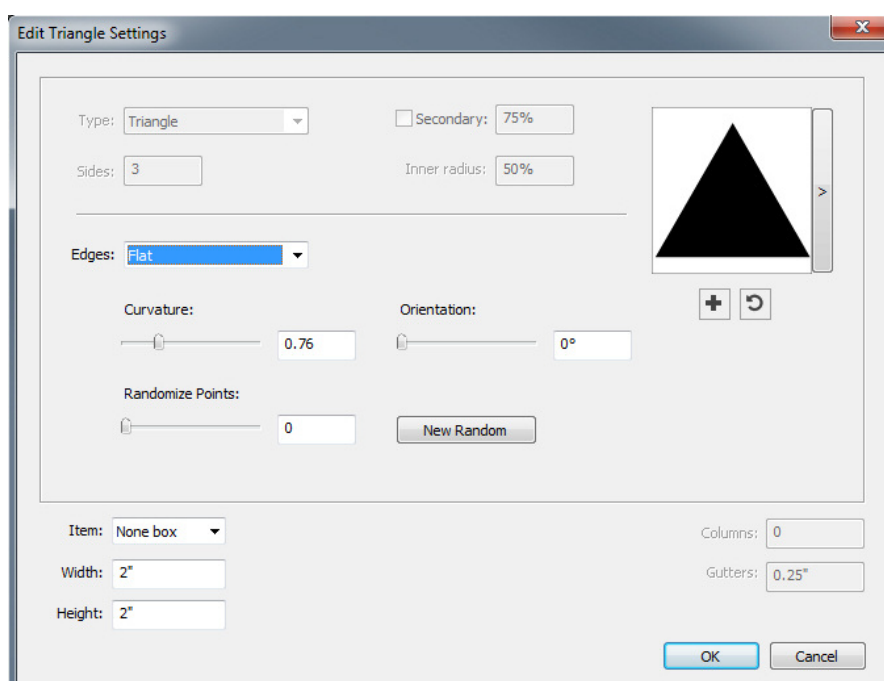 Edit Triangle Settings
x
Type: Triangle
Secondary: 75%
Sides: 3
Inner radius: 50%
>
Edges: Flat
Curvature:
0.76
Orientation:
0°
Randomize Points:
0
New Random
Item: None box
Width: 2"
Height: 2"
Columns: 0
Gutters: 0.25"
OK
Cancel